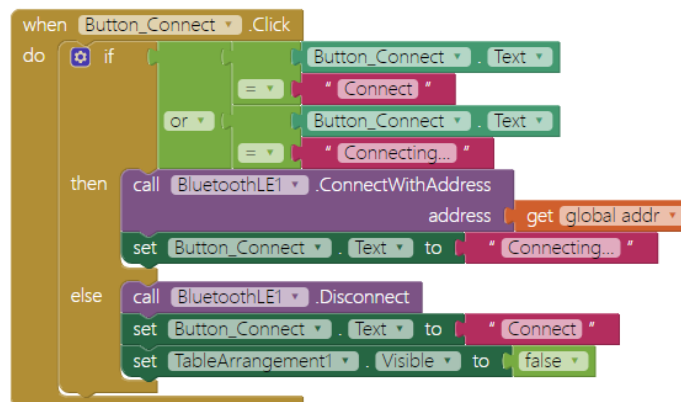 when Button_Connect .Click
do if Button_Connect . Text
= " Connect "
or Button_Connect . Text
= " Connecting... "
then call BluetoothLE1 .ConnectWithAddress
address get global addr
set Button_Connect . Text to " Connecting... "
else call BluetoothLE1 .Disconnect
set Button_Connect . Text to " Connect "
set TableArrangement1 . Visible to false